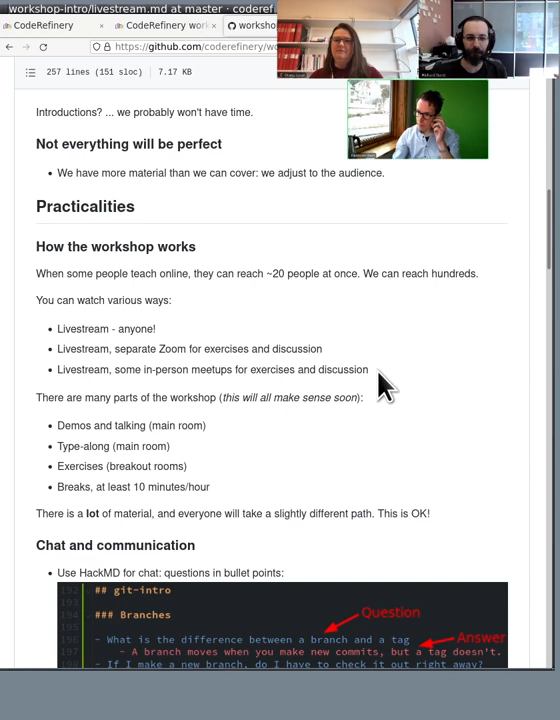 workshop-intro/livestream.md at master · coderef
CodeRefinery
CodeRefinery work
worksho
https://github.com/coderefinery/wo
257 lines (151 sloc)
7.17 KB
Introductions? ... we probably won't have time.
Not everything will be perfect
We have more material than we can cover: we adjust to the audience.
Practicalities
How the workshop works
When some people teach online, they can reach ~20 people at once. We can reach hundreds.
You can watch various ways:
Livestream - anyone!
Livestream, separate Zoom for exercises and discussion
Livestream, some in-person meetups for exercises and discussion
There are many parts of the workshop (this will all make sense soon):
Demos and talking (main room)
Type-along (main room)
Exercises (breakout rooms)
Breaks, at least 10 minutes/hour
There is a lot of material, and everyone will take a slightly different path. This is OK!
Chat and communication
Use HackMD for chat: questions in bullet points:
192 ## git-intro
193
Question
194 ### Branches
195
196 - What is the difference between a branch and a tag
Answer
197 - A branch moves when you make new commits, but a tag doesn't.
198 - If I make a new branch, do I have to check it out right away?